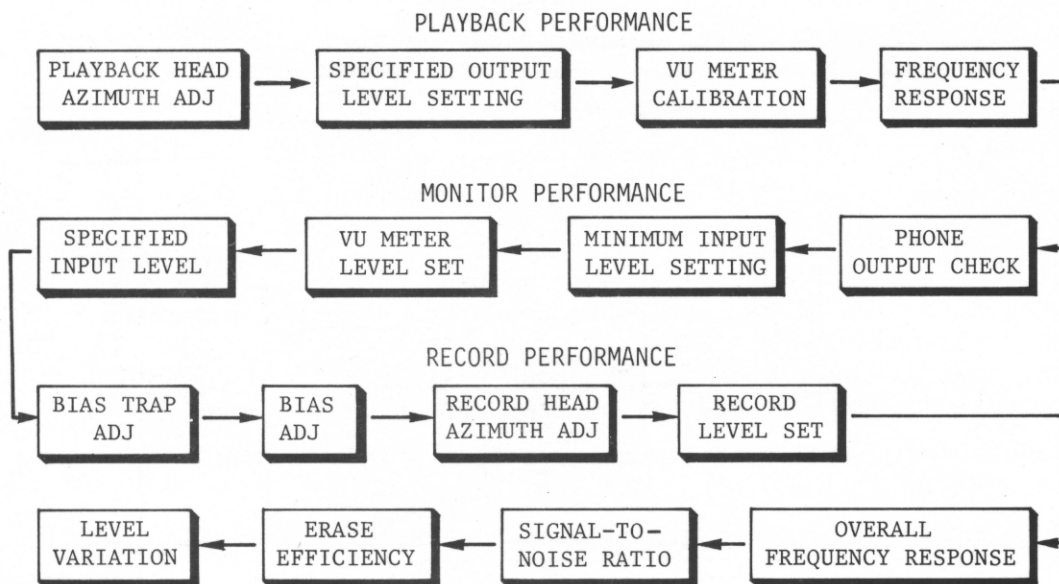 PLAYBACK PERFORMANCE
PLAYBACK HEAD
AZIMUTH ADJ
SPECIFIED OUTPUT
LEVEL SETTING
VU METER
CALIBRATION
FREQUENCY
RESPONSE
MONITOR PERFORMANCE
SPECIFIED
INPUT LEVEL
VU METER
LEVEL SET
MINIMUM INPUT
LEVEL SETTING
PHONE
OUTPUT CHECK
RECORD PERFORMANCE
BIAS TRAP
ADJ
BIAS
ADJ
RECORD HEAD
AZIMUTH ADJ
RECORD
LEVEL SET
LEVEL
VARIATION
ERASE
EFFICIENCY
SIGNAL-TO-
NOISE RATIO
OVERALL
FREQUENCY RESPONSE